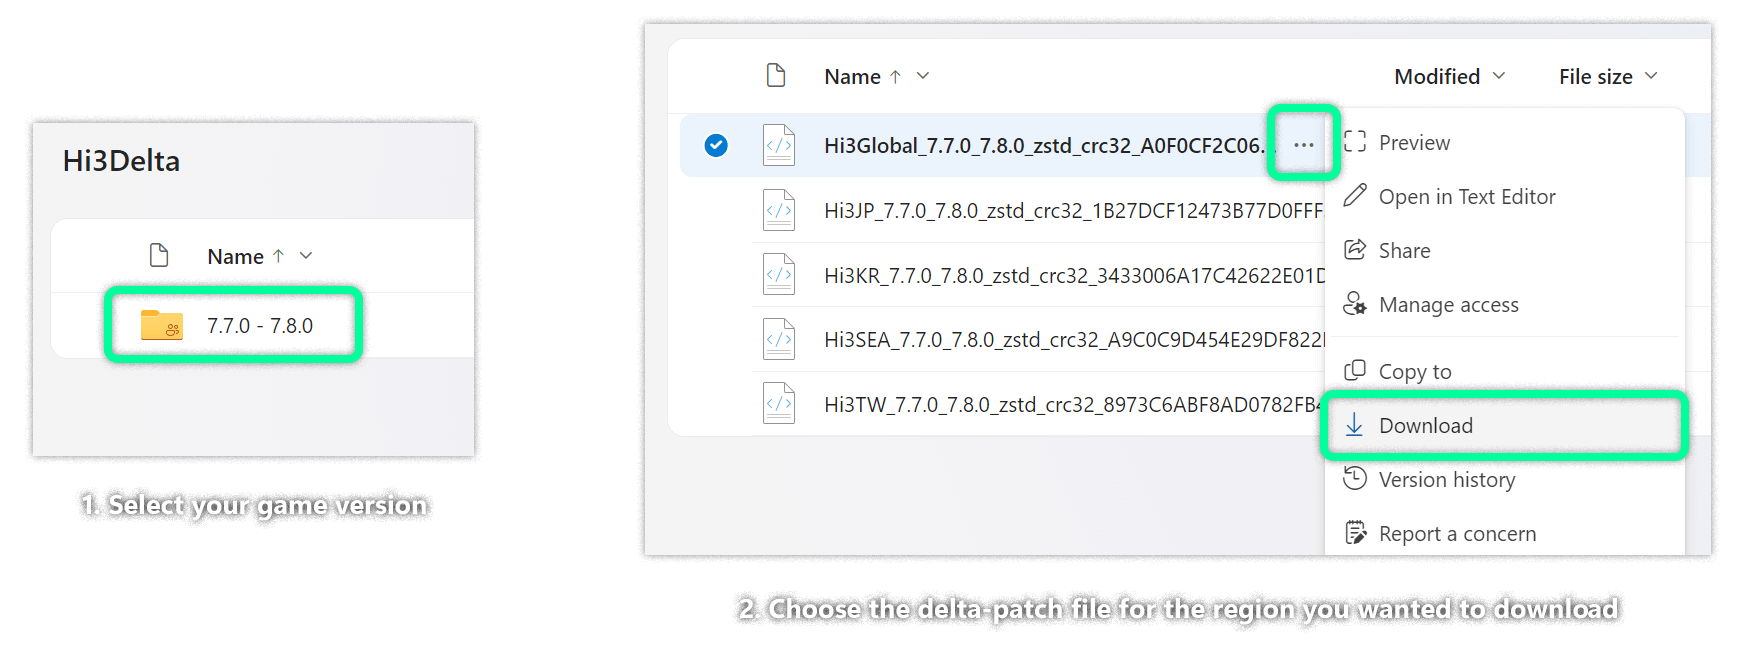 Hi3Delta
Name
7.7.0 - 7.8.0
1. Select your game version
Name
Modified
File size
Hi3Global_7.7.0_7.8.0_zstd_crc32_A0F0CF2C06...
Hi3JP_7.7.0_7.8.0_zstd_crc32_1B27DCF12473B77D0FFF
Hi3KR_7.7.0_7.8.0_zstd_crc32_3433006A17C42622E01D
Hi3SEA_7.7.0_7.8.0_zstd_crc32_A9C0C9D454E29DF822
Hi3TW_7.7.0_7.8.0_zstd_crc32_8973C6ABF8AD0782FB4
Preview
Open in Text Editor
Share
Manage access
Copy to
Download
Version history
Report a concern
2. Choose the delta-patch file for the region you wanted to download